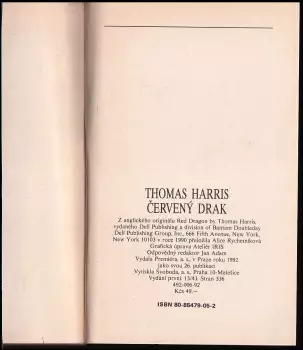 THOMAS HARRIS
ČERVENÝ DRAK
Z anglického originálu Red Dragon by Thomas Harris,
vydaného Dell Publishing a division of Bantam Doubleday
Dell Publishing Group, Inc, 666 Fifth Avenue, New York,
New York 10103 v roce 1990 přeložila Alice Rychemníková
Grafická úprava Ateliér IRIS
Odpovědný redaktor Jan Adam
Vydala Premiéra, a. s., v Praze roku 1992
jako svou 26. publikaci
Vytiskla Svoboda, a. s., Praha 10-Malešice
Vydání první 13/43. Stran 336
492-006-92
Kčs 49.–
ISBN 80-85479-05-2